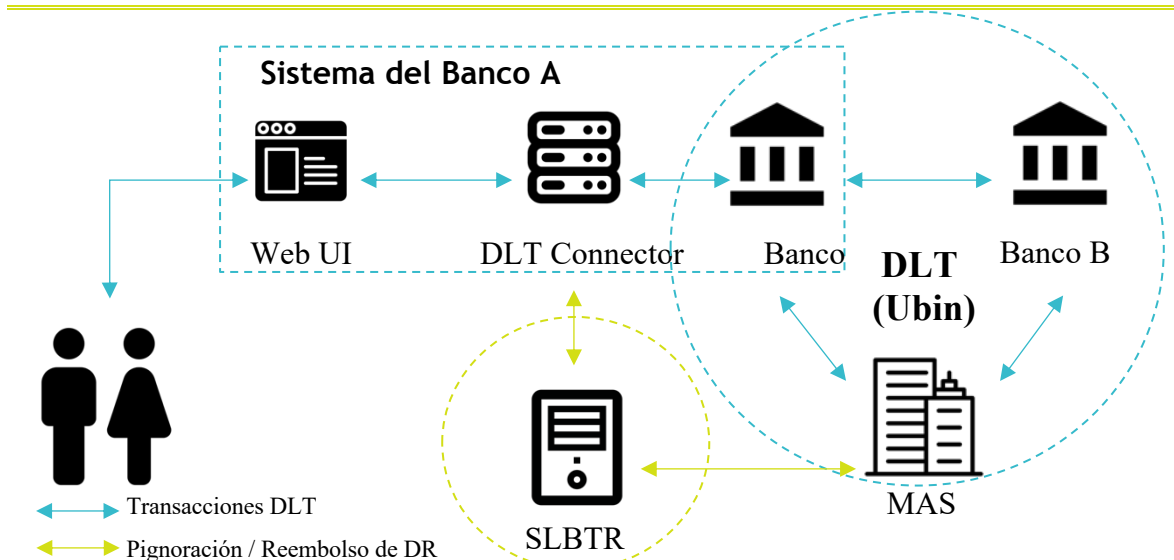 Sistema del Banco A
Web UI
DLT Connector
Banco
Banco B
DLT
(Ubin)
MAS
SLBTR
Transacciones DLT
Pignoración / Reembolso de DR